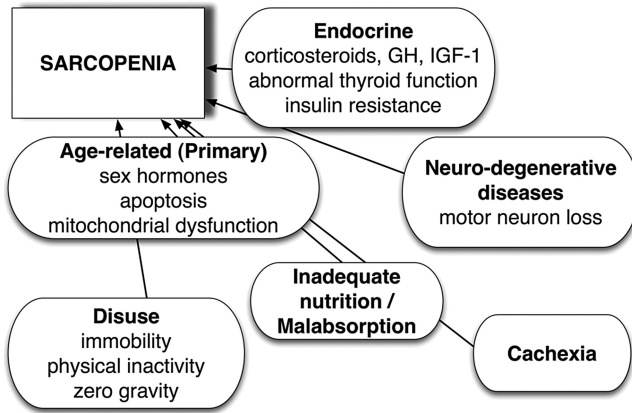 SARCOPENIA
Endocrine
corticosteroids, GH, IGF-1
abnormal thyroid function
insulin resistance
Age-related (Primary)
sex hormones
apoptosis
mitochondrial dysfunction
Neuro-degenerative
diseases
motor neuron loss
Inadequate
nutrition /
Malabsorption
Disuse
immobility
physical inactivity
zero gravity
Cachexia